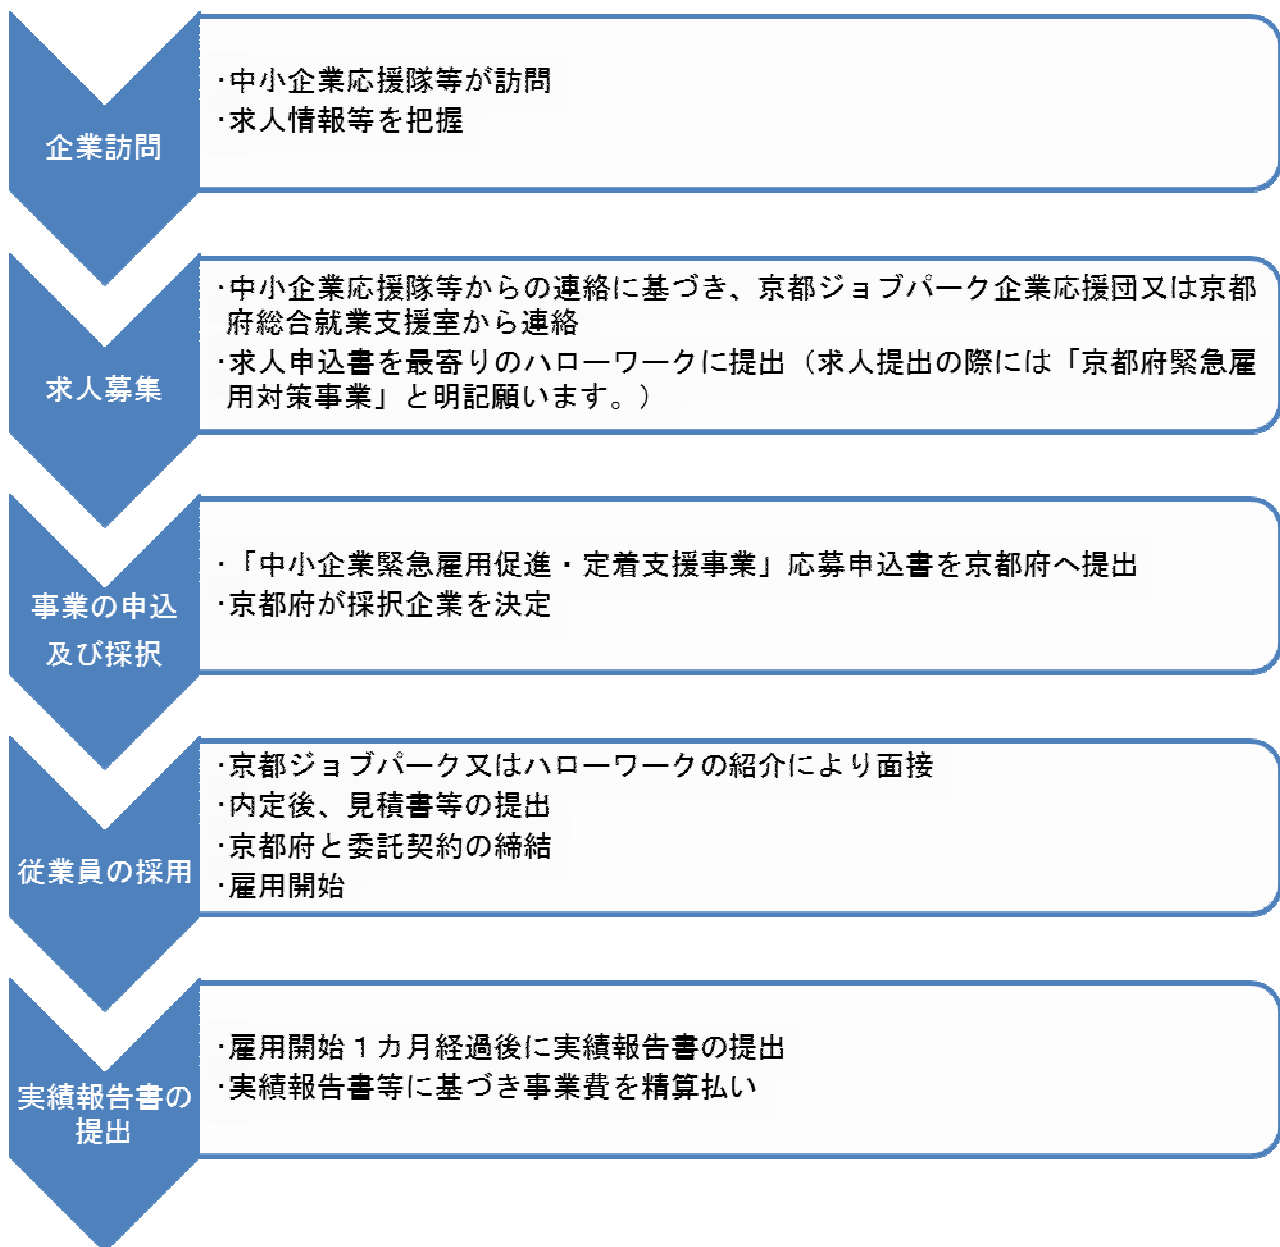 企業訪問
・中小企業応援隊等が訪問
・求人情報等を把握
求人募集
・中小企業応援隊等からの連絡に基づき、京都ジョブパーク企業応援団又は京都
府総合就業支援室から連絡
・求人申込書を最寄りのハローワークに提出（求人提出の際には「京都府緊急雇
用対策事業」と明記願います。）
事業の申込
及び採択
・「中小企業緊急雇用促進・定着支援事業」応募申込書を京都府へ提出
・京都府が採択企業を決定
従業員の採用
・京都ジョブパーク又はハローワークの紹介により面接
・内定後、見積書等の提出
・京都府と委託契約の締結
・雇用開始
実績報告書の
提出
・雇用開始１カ月経過後に実績報告書の提出
・実績報告書等に基づき事業費を精算払い